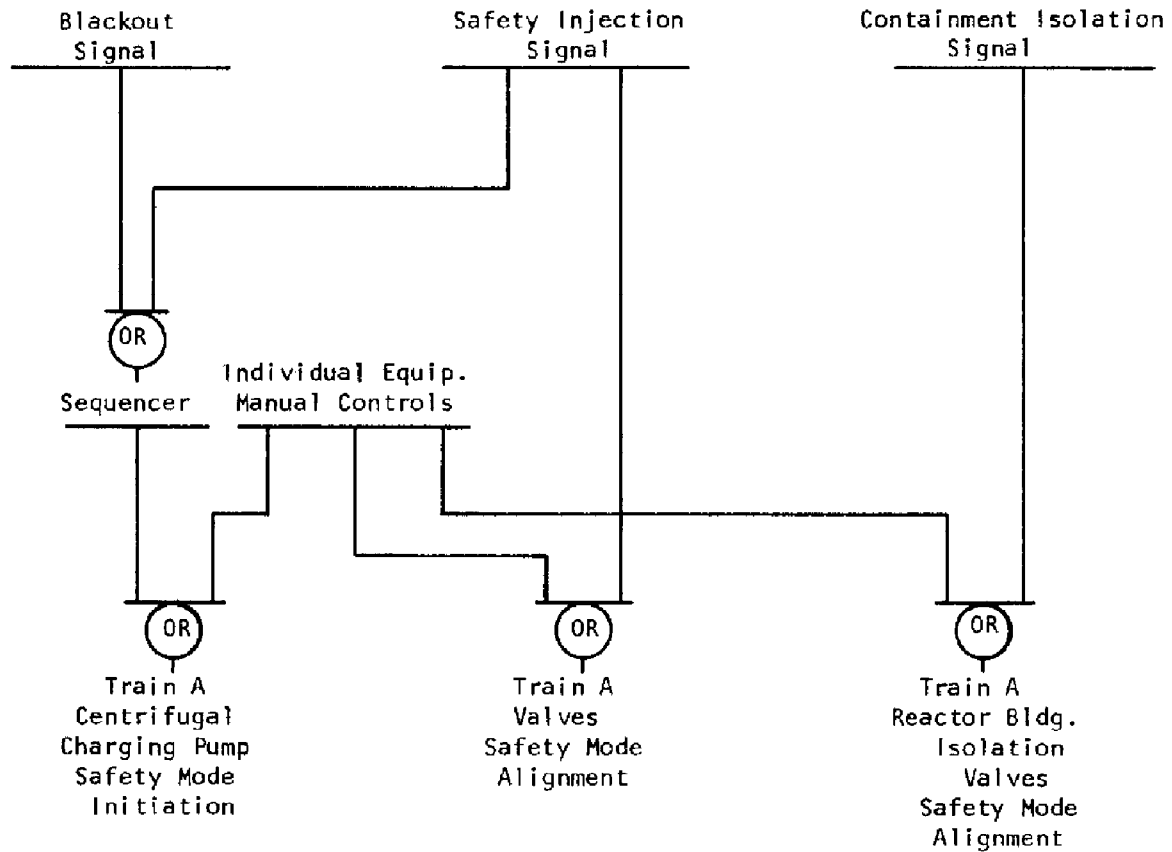 Blackout
Signal
Safety Injection
Signal
Containment Isolation
Signal
OR
Individual Equip.
Manual Controls
Sequencer
OR
OR
OR
Train A
Centrifugal
Charging Pump
Safety Mode
Initiation
Train A
Valves
Safety Mode
Alignment
Train A
Reactor Bldg.
Isolation
Valves
Safety Mode
Alignment